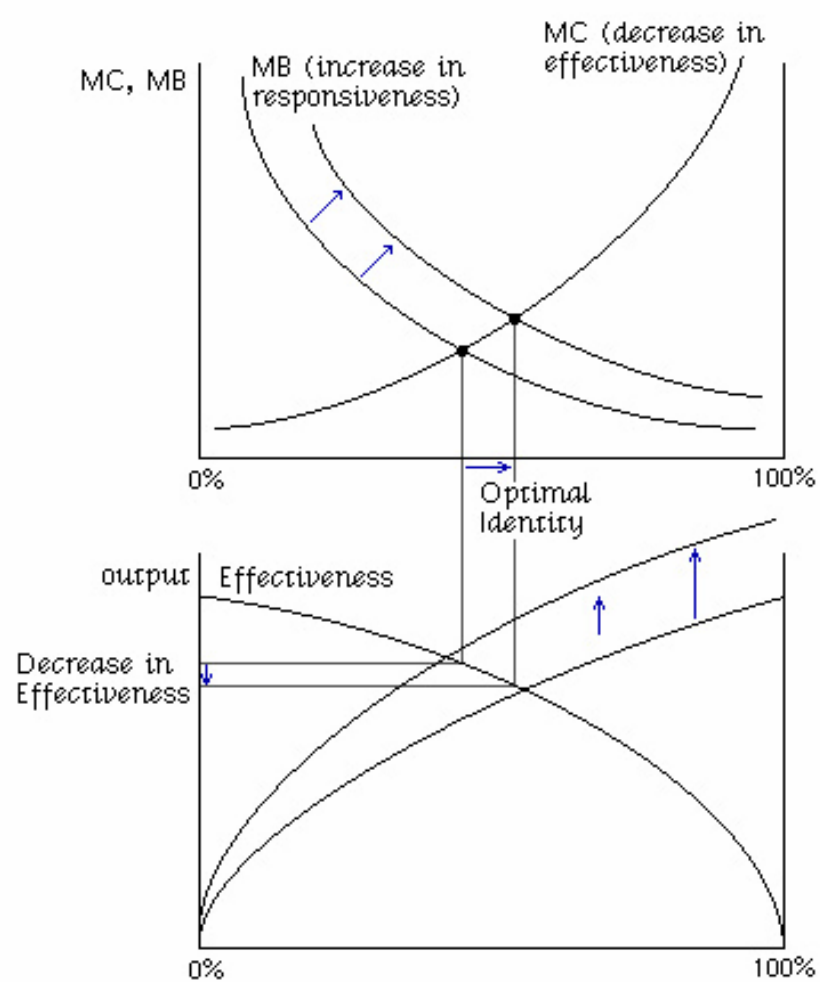 MC (decrease in
effectiveness)
MB (increase in
responsiveness)
MC, MB
0%
100%
Optimal
Identity
output
Effectiveness
Decrease in
Effectiveness
0%
100%